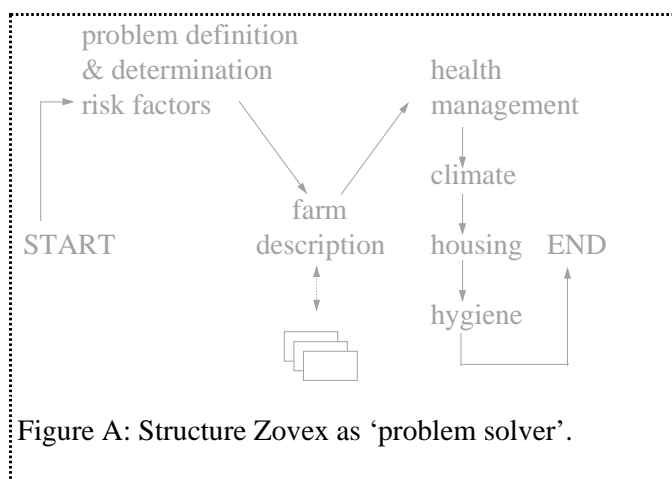 problem definition
& determination
risk factors
health
management
climate
farm
description
START
housing
END
hygiene
Figure A: Structure Zovex as ‘problem solver’.